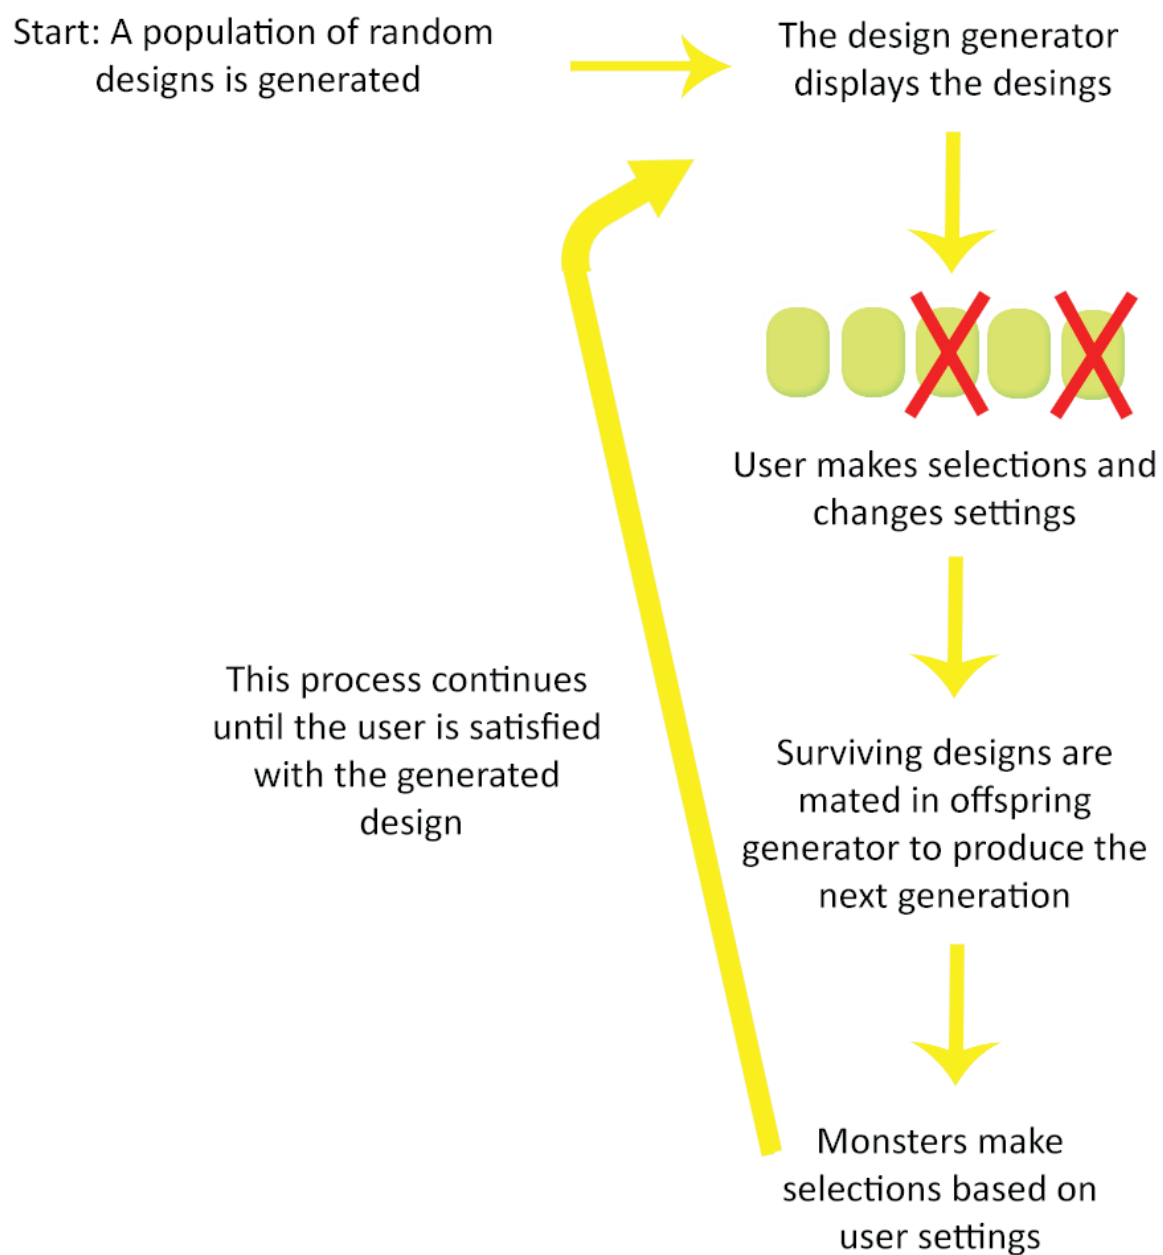 Start: A population of random
designs is generated
The design generator
displays the desings
User makes selections and
changes settings
This process continues
until the user is satisfied
with the generated
design
Surviving designs are
mated in offspring
generator to produce the
next generation
Monsters make
selections based on
user settings